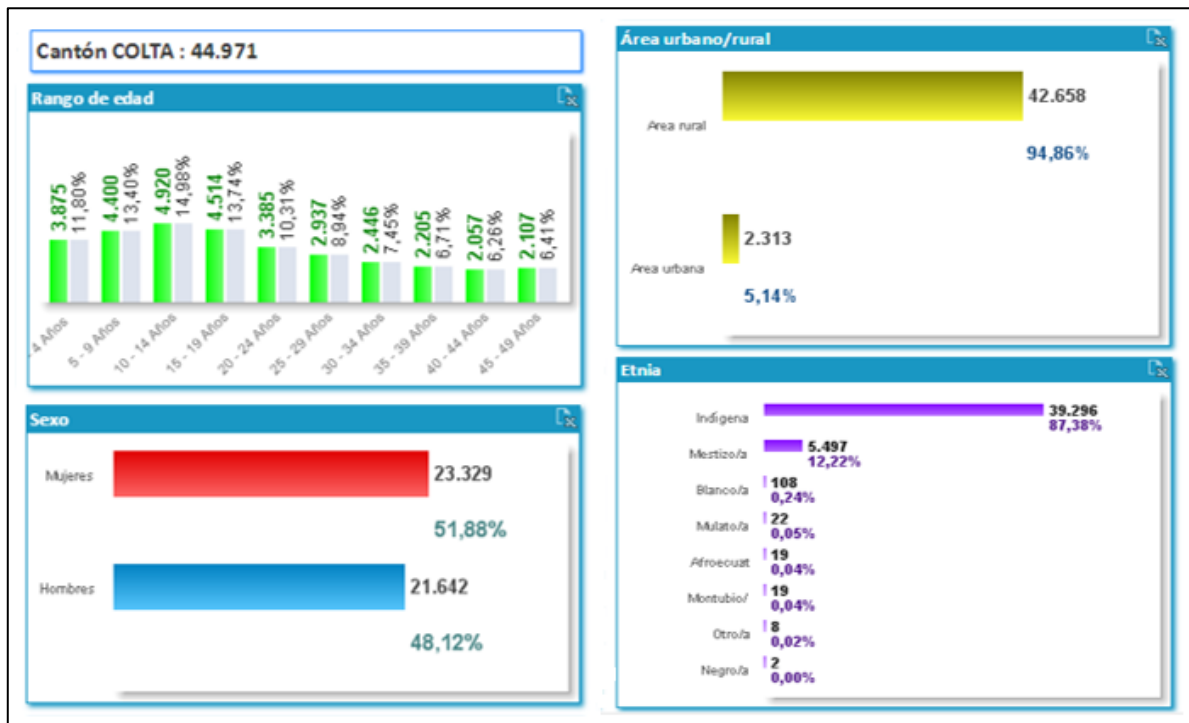 Cantón COLTA : 44.971
Rango de edad
3.875
11,80%
4.400
13,40%
4.920
14,98%
4.514
13,74%
3.385
10,31%
2.937
8,94%
2.446
7,45%
2.205
6,71%
2.057
6,26%
2.107
6,41%
- 4 Años
5 - 9 Años
10 - 14 Años
15 - 19 Años
20 - 24 Años
25 - 29 Años
30 - 34 Años
35 - 39 Años
40 - 44 Años
45 - 49 Años
Sexo
Mujeres
23.329
51,88%
Hombres
21.642
48,12%
Área urbano/rural
Area rural
42.658
94,86%
Area urbana
2.313
5,14%
Etnia
Indígena
39.296
87,38%
Mestizo/a
5.497
12,22%
Blanco/a
108
0,24%
Mulato/a
22
0,05%
Afroecuat
19
0,04%
Montubio/
19
0,04%
Otro/a
8
0,02%
Negro/a
2
0,00%